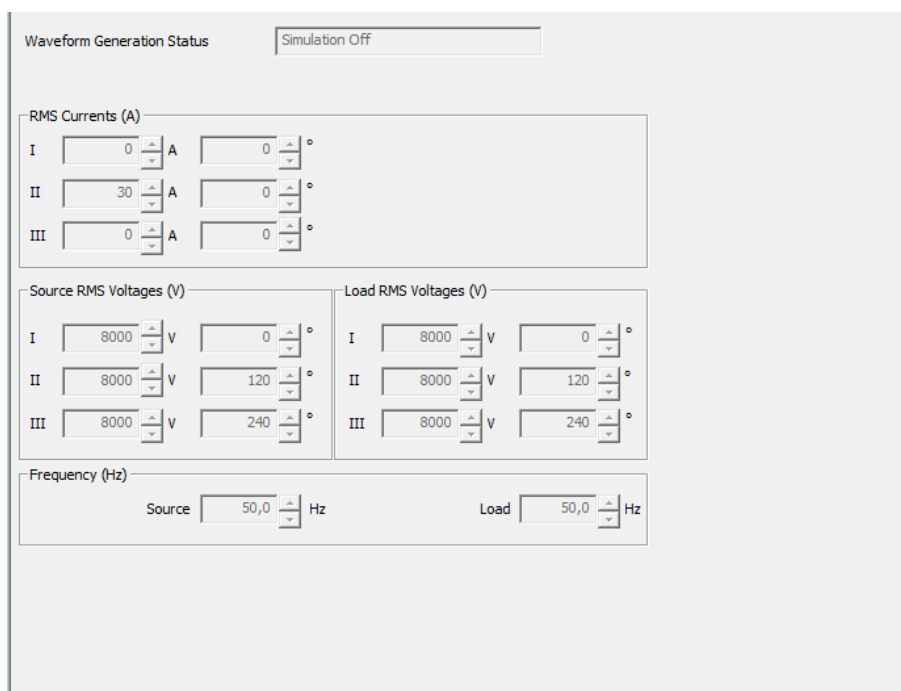 Waveform Generation Status Simulation Off
RMS Currents (A)
I 0 A 0 °
II 30 A 0 °
III 0 A 0 °
Source RMS Voltages (V) Load RMS Voltages (V)
I 8000 V 0 ° I 8000 V 0 °
II 8000 V 120 ° II 8000 V 120 °
III 8000 V 240 ° III 8000 V 240 °
Frequency (Hz)
Source 50,0 Hz Load 50,0 Hz